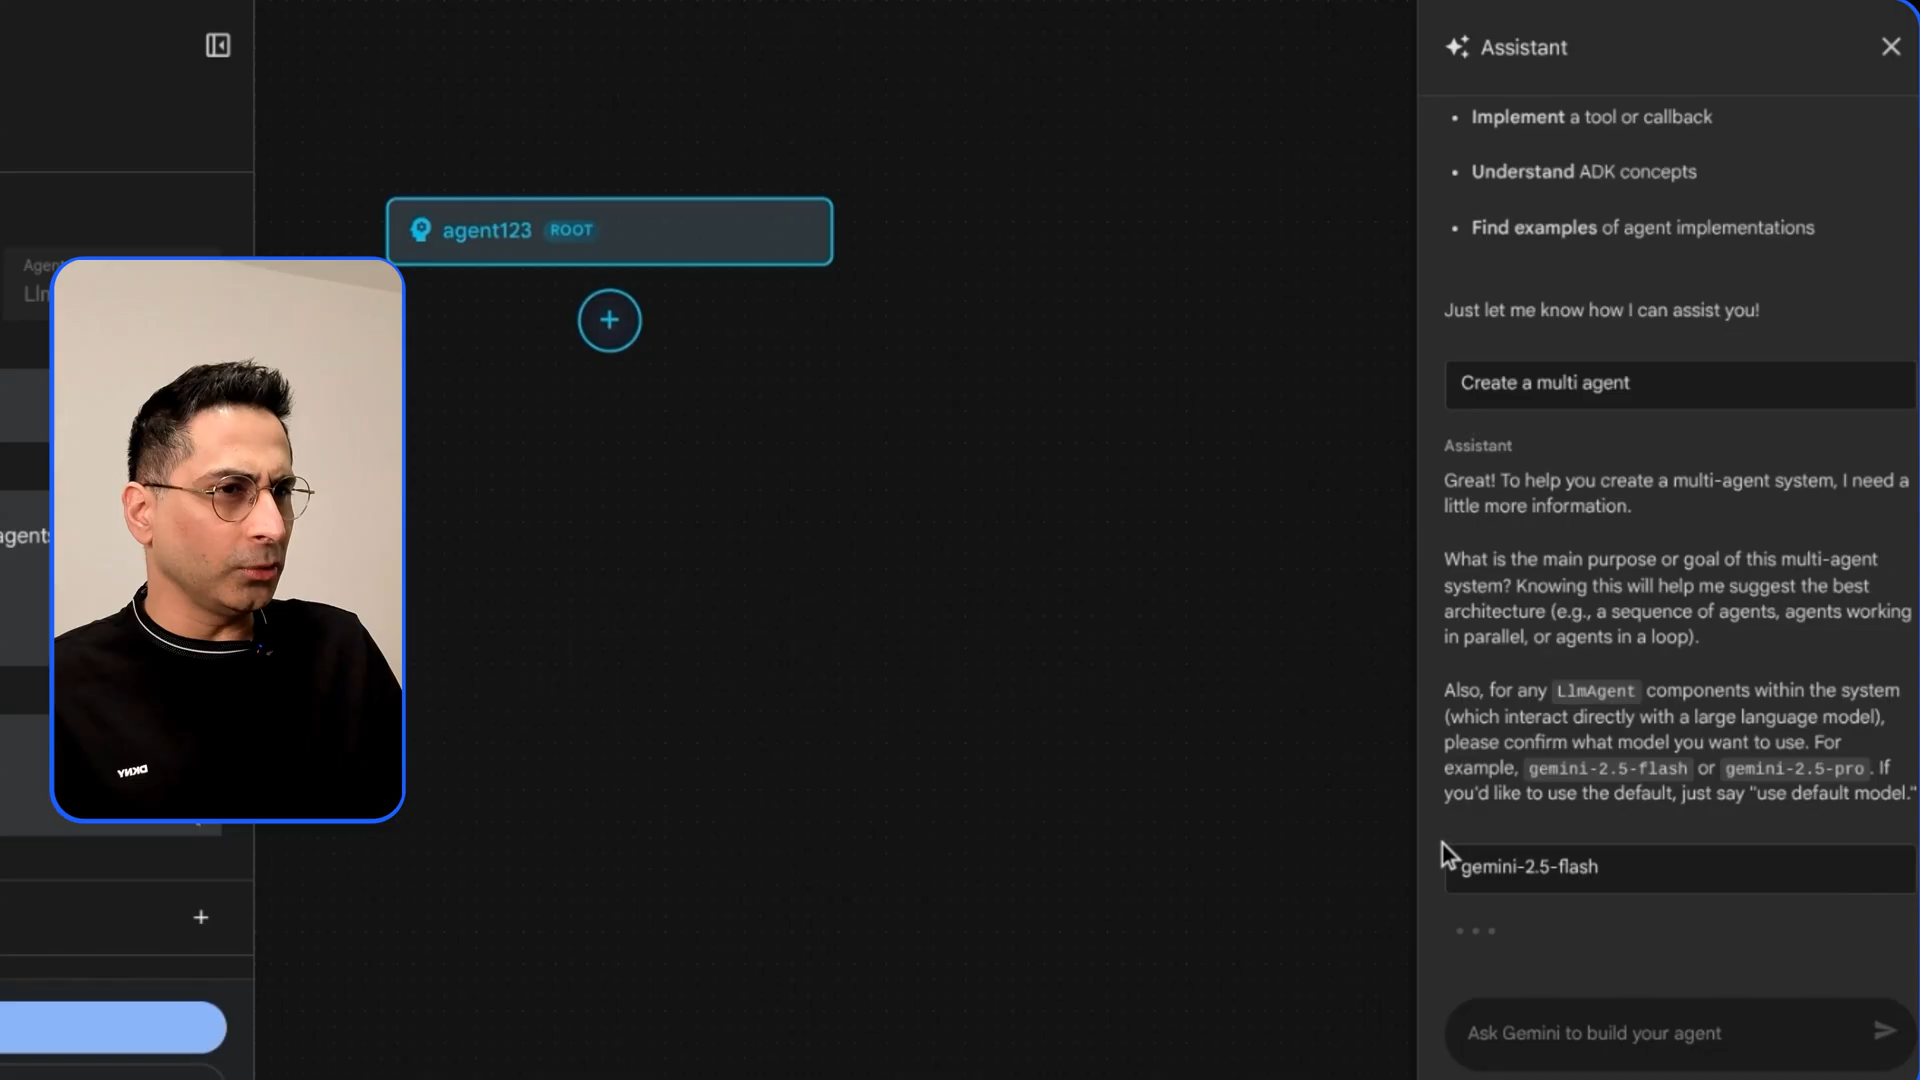 Assistant
Implement a tool or callback
Understand ADK concepts
Find examples of agent implementations
Just let me know how I can assist you!
agent123 ROOT
Create a multi agent
Assistant
Great! To help you create a multi-agent system, I need a
little more information.
What is the main purpose or goal of this multi-agent
system? Knowing this will help me suggest the best
architecture (e.g., a sequence of agents, agents working
in parallel, or agents in a loop).
Also, for any LlmAgent components within the system
(which interact directly with a large language model),
please confirm what model you want to use. For
example, gemini-2.5-flash or gemini-2.5-pro. If
you'd like to use the default, just say "use default model."
gemini-2.5-flash
Ask Gemini to build your agent
DKNY